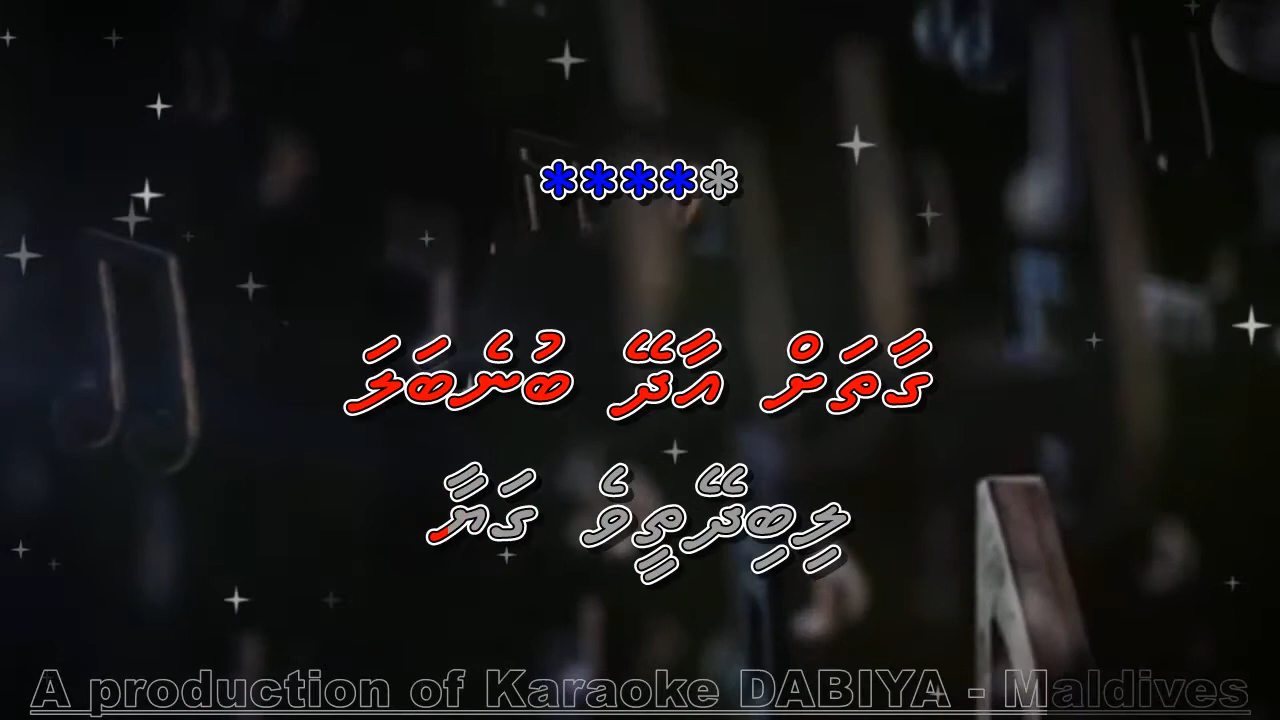 *****
ގާތަށް އާދޭ ބުނެބަލަ
ލިބިދޭތީވެ ގަޔާ
A production of Karaoke DABIYA - Maldives